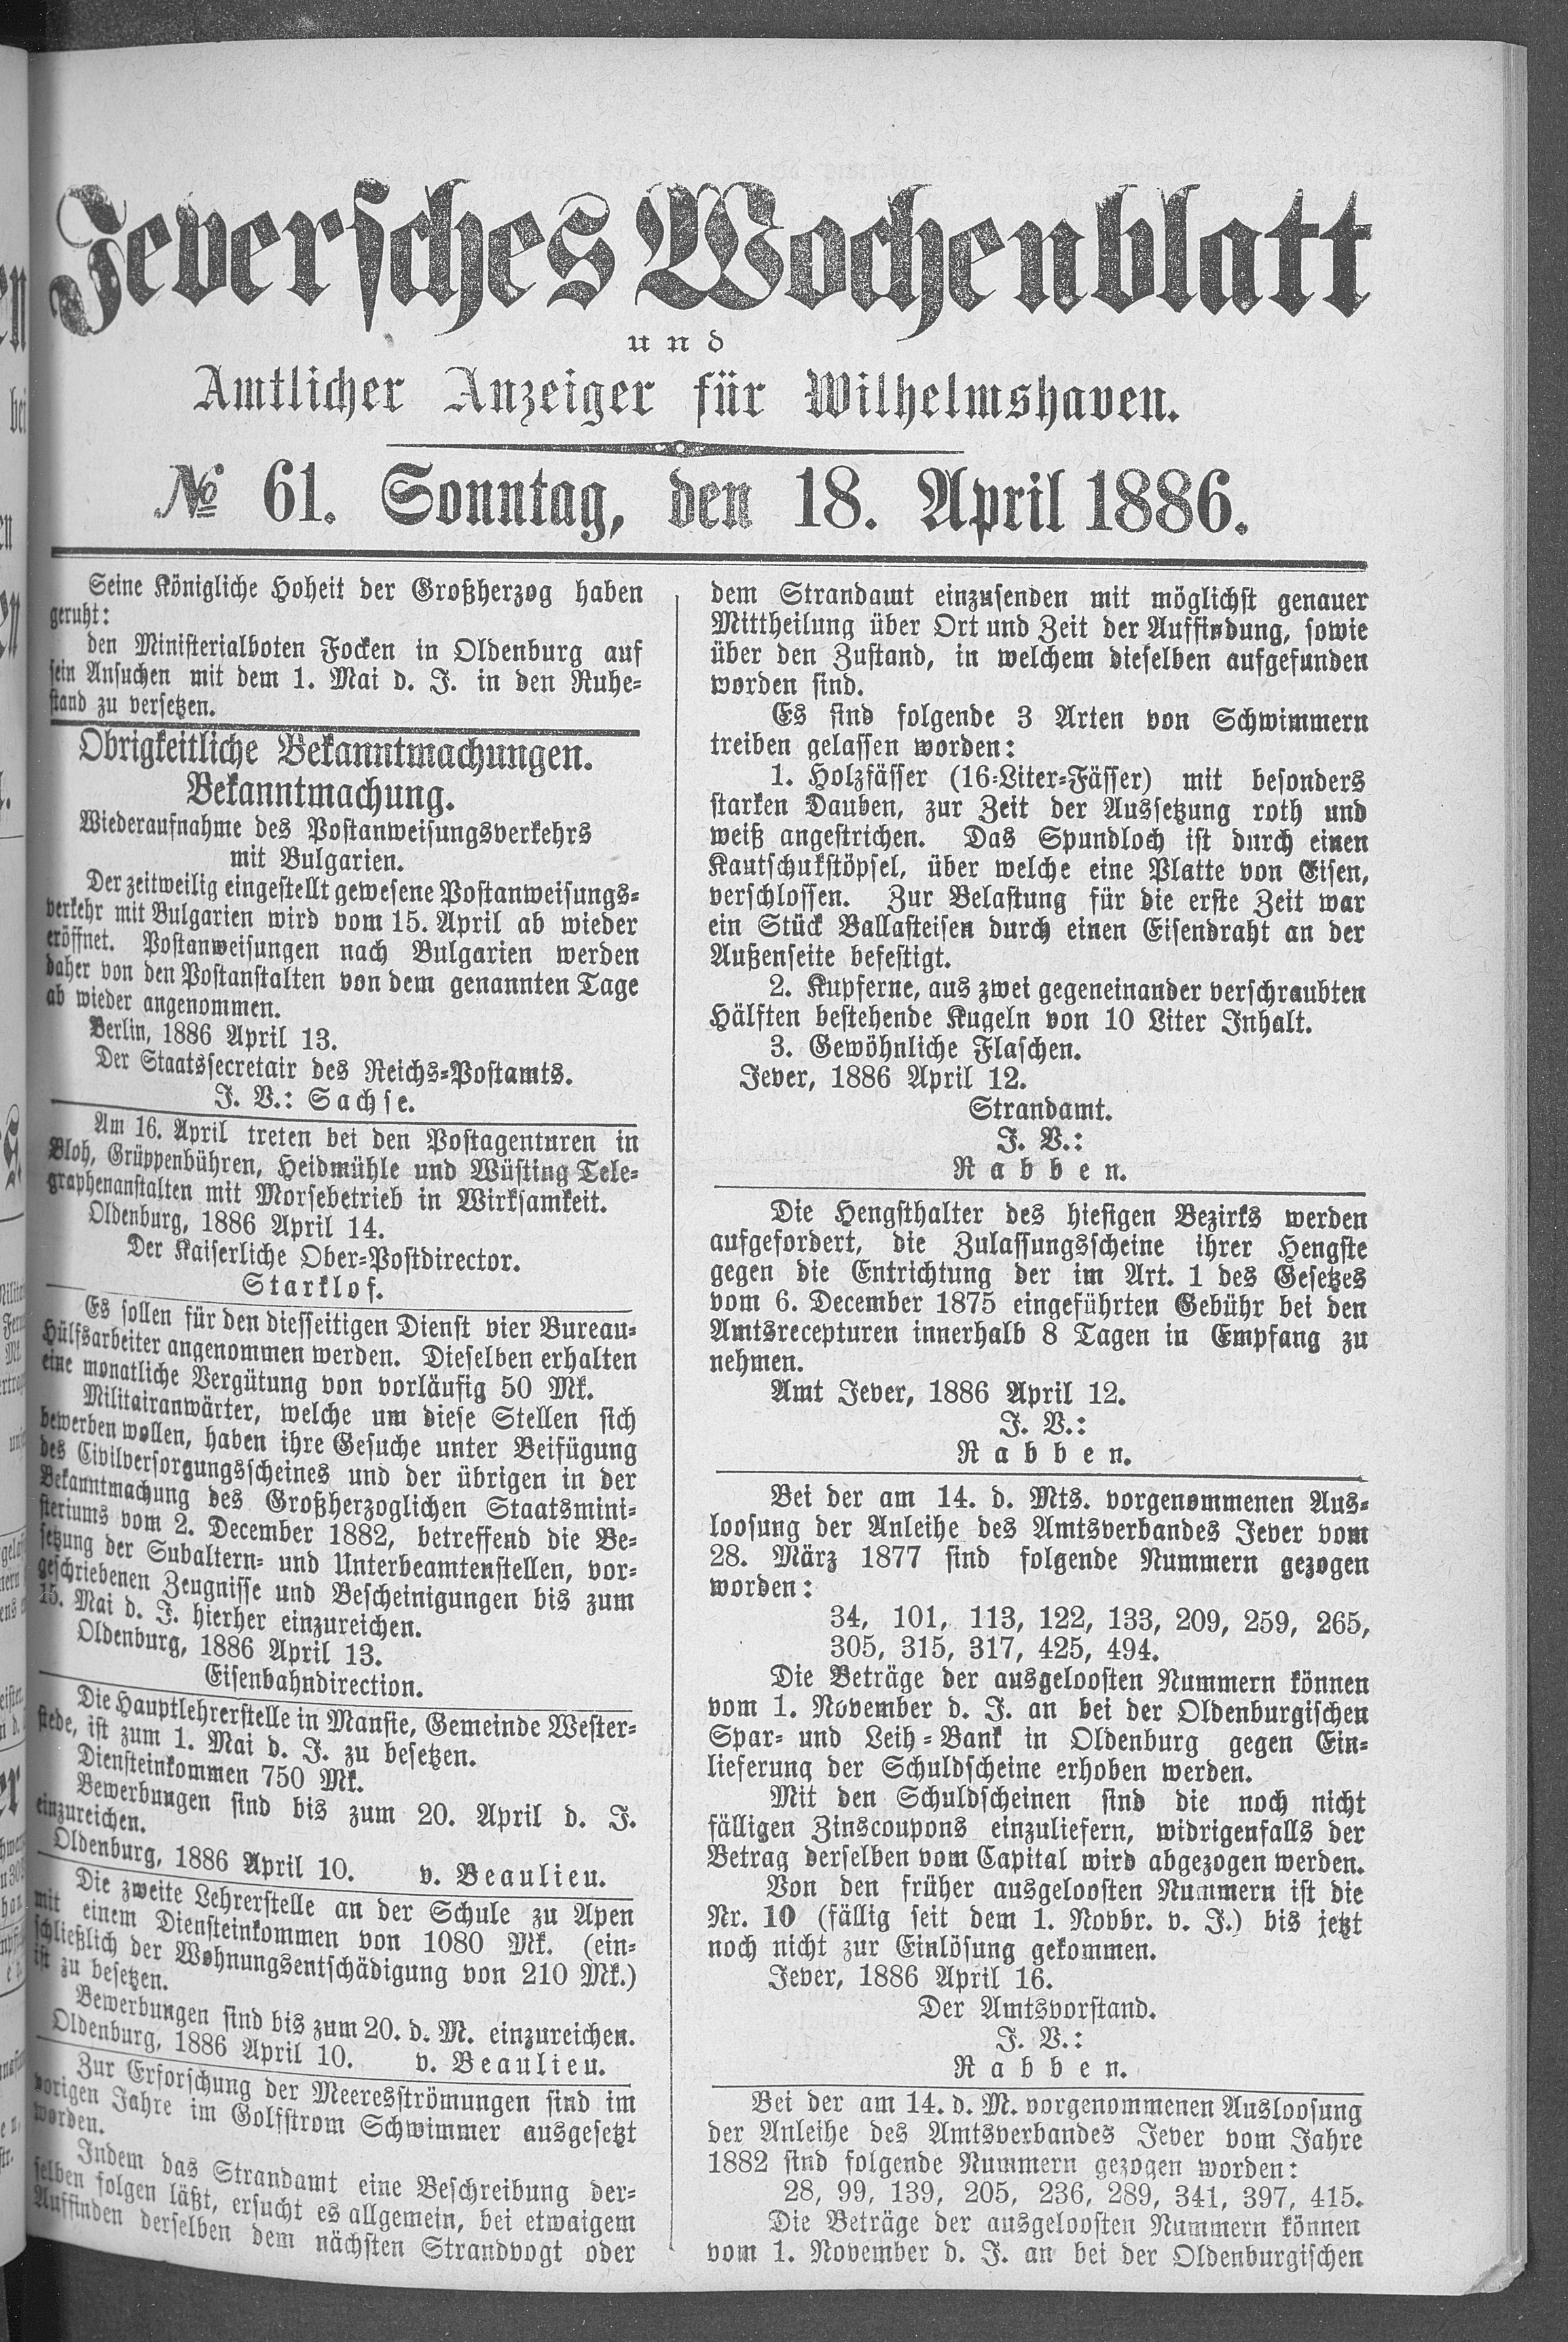 Jeversches Wochenblatt
und
Amtlicher Anzeiger für Wilhelmshaven.
№ 61. Sonntag, den 18. April 1886.
Seine Königliche Hoheit der Großherzog haben
geruht:
den Ministerialboten Focken in Oldenburg auf
sein Ansuchen mit dem 1. Mai d. J. in den Ruhe-
stand zu versetzen.
Obrigkeitliche Bekanntmachungen.
Bekanntmachung.
Wiederaufnahme des Postanweisungsverkehrs
mit Bulgarien.
Der zeitweilig eingestellt gewesene Postanweisungs-
verkehr mit Bulgarien wird vom 15. April ab wieder
eröffnet. Postanweisungen nach Bulgarien werden
daher von den Postanstalten von dem genannten Tage
ab wieder angenommen.
Berlin, 1886 April 13.
Der Staatssecretair des Reichs-Postamts.
J. V.: Sachse.
Am 16. April treten bei den Postagenturen in
Bloh, Grüppenbühren, Heidmühle und Wüsting Tele-
graphenanstalten mit Morsebetrieb in Wirksamkeit.
Oldenburg, 1886 April 14.
Der Kaiserliche Ober-Postdirector.
Starklof.
Es sollen für den diesseitigen Dienst vier Bureau-
Hülfsarbeiter angenommen werden. Dieselben erhalten
eine monatliche Vergütung von vorläufig 50 Mk.
Militairanwärter, welche um diese Stellen sich
bewerben wollen, haben ihre Gesuche unter Beifügung
des Civilversorgungsscheines und der übrigen in der
Bekanntmachung des Großherzoglichen Staatsmini-
steriums vom 2. December 1882, betreffend die Be-
setzung der Subaltern- und Unterbeamtenstellen, vor-
geschriebenen Zeugnisse und Bescheinigungen bis zum
15. Mai d. J. hierher einzureichen.
Oldenburg, 1886 April 13.
Eisenbahndirection.
Die Hauptlehrerstelle in Mansie, Gemeinde Wester-
stede, ist zum 1. Mai d. J. zu besetzen.
Diensteinkommen 750 Mk.
Bewerbungen sind bis zum 20. April d. J.
einzureichen.
Oldenburg, 1886 April 10. v. Beaulieu.
Die zweite Lehrerstelle an der Schule zu Apen
mit einem Diensteinkommen von 1080 Mk. (ein-
schließlich der Wohnungsentschädigung von 210 Mk.)
ist zu besetzen.
Bewerbungen sind bis zum 20. d. M. einzureichen.
Oldenburg, 1886 April 10. v. Beaulieu.
Zur Erforschung der Meeresströmungen sind im
vorigen Jahre im Golfstrom Schwimmer ausgesetzt
worden.
Indem das Strandamt eine Beschreibung der-
selben folgen läßt, ersucht es allgemein, bei etwaigem
Auffinden derselben dem nächsten Strandvogt oder
dem Strandamt einzusenden mit möglichst genauer
Mittheilung über Ort und Zeit der Auffindung, sowie
über den Zustand, in welchem dieselben aufgefunden
worden sind.
Es sind folgende 3 Arten von Schwimmern
treiben gelassen worden:
1. Holzfässer (16-Liter-Fässer) mit besonders
starken Dauben, zur Zeit der Aussetzung roth und
weiß angestrichen. Das Spundloch ist durch einen
Kautschukstöpsel, über welche eine Platte von Eisen,
verschlossen. Zur Belastung für die erste Zeit war
ein Stück Ballasteisen durch einen Eisendraht an der
Außenseite befestigt.
2. Kupferne, aus zwei gegeneinander verschraubten
Hälften bestehende Kugeln von 10 Liter Inhalt.
3. Gewöhnliche Flaschen.
Jever, 1886 April 12.
Strandamt.
J. V.:
Rabben.
Die Hengsthalter des hiesigen Bezirks werden
aufgefordert, die Zulassungsscheine ihrer Hengste
gegen die Entrichtung der im Art. 1 des Gesetzes
vom 6. December 1875 eingeführten Gebühr bei den
Amtsrecepturen innerhalb 8 Tagen in Empfang zu
nehmen.
Amt Jever, 1886 April 12.
J. V.:
Rabben.
Bei der am 14. d. Mts. vorgenommenen Aus-
loosung der Anleihe des Amtsverbandes Jever vom
28. März 1877 sind folgende Nummern gezogen
worden:
34, 101, 113, 122, 133, 209, 259, 265,
305, 315, 317, 425, 494.
Die Beträge der ausgeloosten Nummern können
vom 1. November d. J. an bei der Oldenburgischen
Spar- und Leih-Bank in Oldenburg gegen Ein-
lieferung der Schuldscheine erhoben werden.
Mit den Schuldscheinen sind die noch nicht
fälligen Zinscoupons einzuliefern, widrigenfalls der
Betrag derselben vom Capital wird abgezogen werden.
Von den früher ausgeloosten Nummern ist die
Nr. 10 (fällig seit dem 1. Novbr. v. J.) bis jetzt
noch nicht zur Einlösung gekommen.
Jever, 1886 April 16.
Der Amtsvorstand.
J. V.:
Rabben.
Bei der am 14. d. M. vorgenommenen Ausloosung
der Anleihe des Amtsverbandes Jever vom Jahre
1882 sind folgende Nummern gezogen worden:
28, 99, 139, 205, 236, 289, 341, 397, 415.
Die Beträge der ausgeloosten Nummern können
vom 1. November d. J. an bei der Oldenburgischen